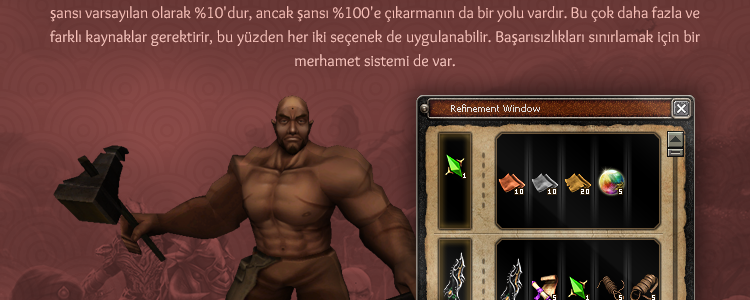 şansı varsayılan olarak %10'dur, ancak şansı %100'e çıkarmanın da bir yolu vardır. Bu çok daha fazla ve
farklı kaynaklar gerektirir, bu yüzden her iki seçenek de uygulanabilir. Başarısızlıkları sınırlamak için bir
merhamet sistemi de var.
Refinement Window
1
10 10 20 5
5 1 5 5